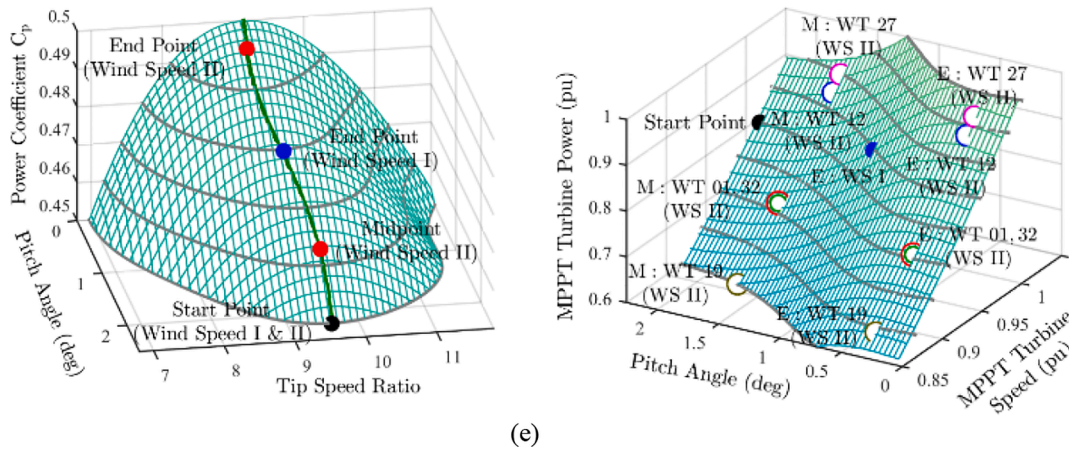 0.5
0.49
0.48
0.47
0.46
0.45
Power Coefficient Cp
End Point
(Wind Speed II)
End Point
(Wind Speed I)
Midpoint
(Wind Speed II)
Start Point
(Wind Speed I & II)
0
1
2
Pitch Angle (deg)
7
8
9
10
11
Tip Speed Ratio
M : WT 27
(WS II)
E : WT 27
(WS II)
Start Point
M : WT 12
(WS II)
E : WT 12
(WS II)
E WS I
M : WT 01, 32
(WS II)
E : WT 01, 32
(WS II)
M : WT 19
(WS II)
E : WT 19
(WS II)
1
0.9
0.8
0.7
0.6
MPPT Turbine Power (pu)
2
1.5
1
0.5
0
Pitch Angle (deg)
1
0.95
0.9
0.85
MPPT Turbine
Speed (pu)
(e)